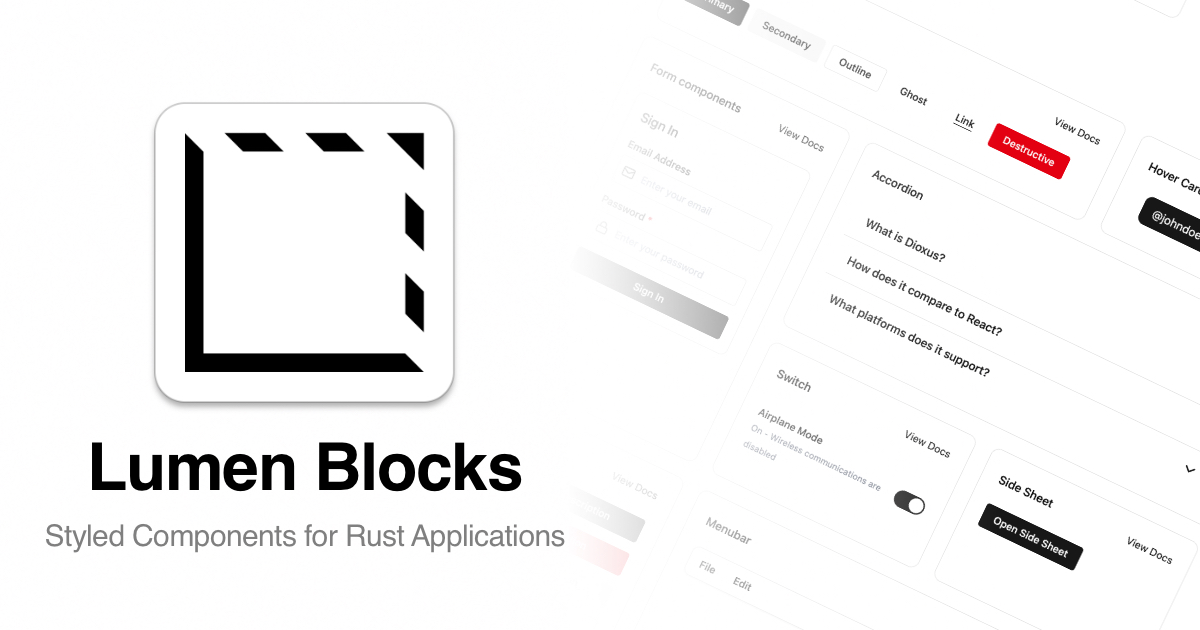 Lumen Blocks
Styled Components for Rust Applications
Secondary
Outline
Ghost
Link
Destructive
View Docs
Form components
View Docs
Sign In
Email Address
Enter your email
Password *
Enter your password
Sign In
Accordion
What is Dioxus?
How does it compare to React?
What platforms does it support?
Hover Card
@johndoe
Switch
View Docs
Airplane Mode
On - Wireless communications are
disabled
Side Sheet
View Docs
Open Side Sheet
View Docs
Menubar
File
Edit